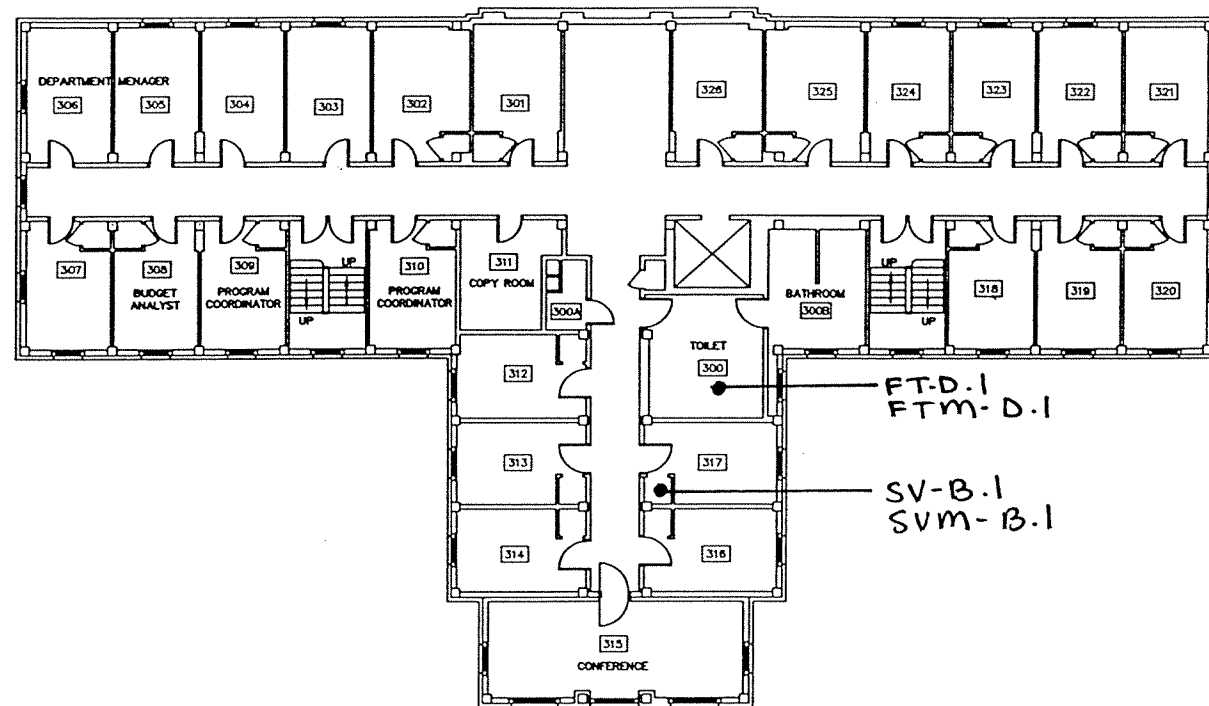 DEPARTMENT MENAGER
306
305
304
303
302
301
326
325
324
323
322
321
307
308
BUDGET
ANALYST
309
PROGRAM
COORDINATOR
UP
UP
310
PROGRAM
COORDINATOR
311
COPY ROOM
300A
BATHROOM
300B
UP
UP
318
319
320
TOILET
300
312
313
314
317
316
315
CONFERENCE
FT-D.1
FTM-D.1
SV-B.1
SVM-B.1